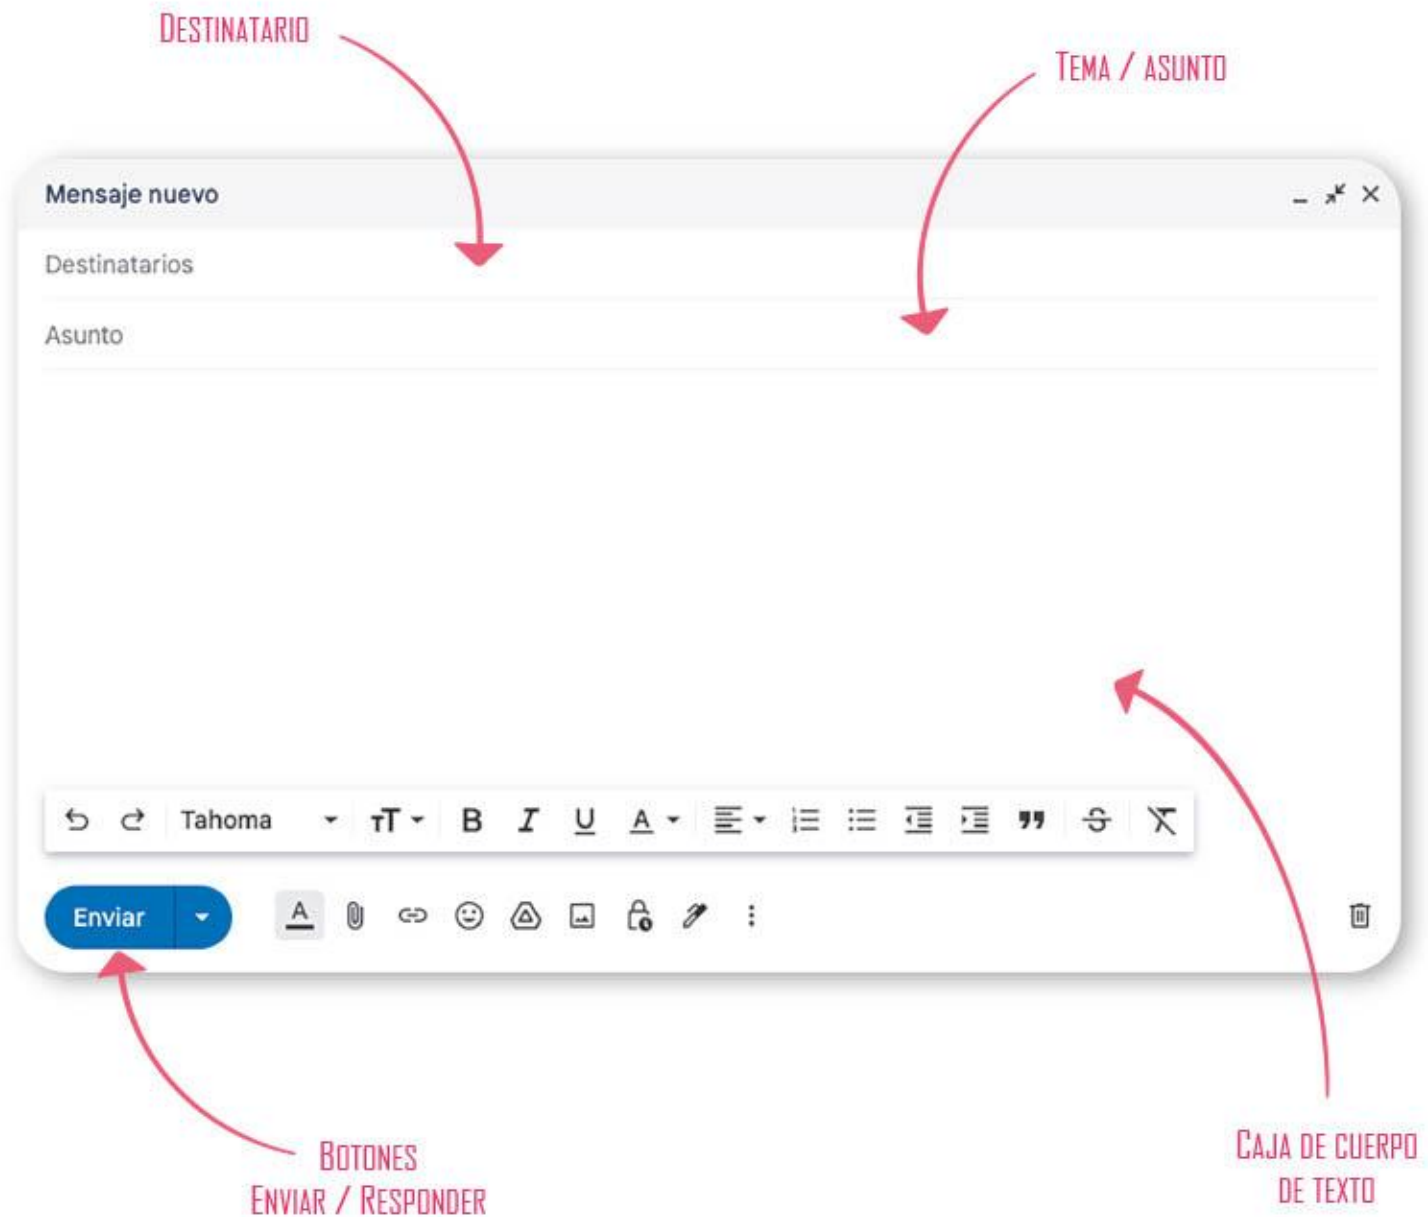 DESTINATARIO
TEMA / ASUNTO
Mensaje nuevo
Destinatarios
Asunto
Tahoma
Enviar
BOTONES
ENVIAR / RESPONDER
CAJA DE CUERPO
DE TEXTO